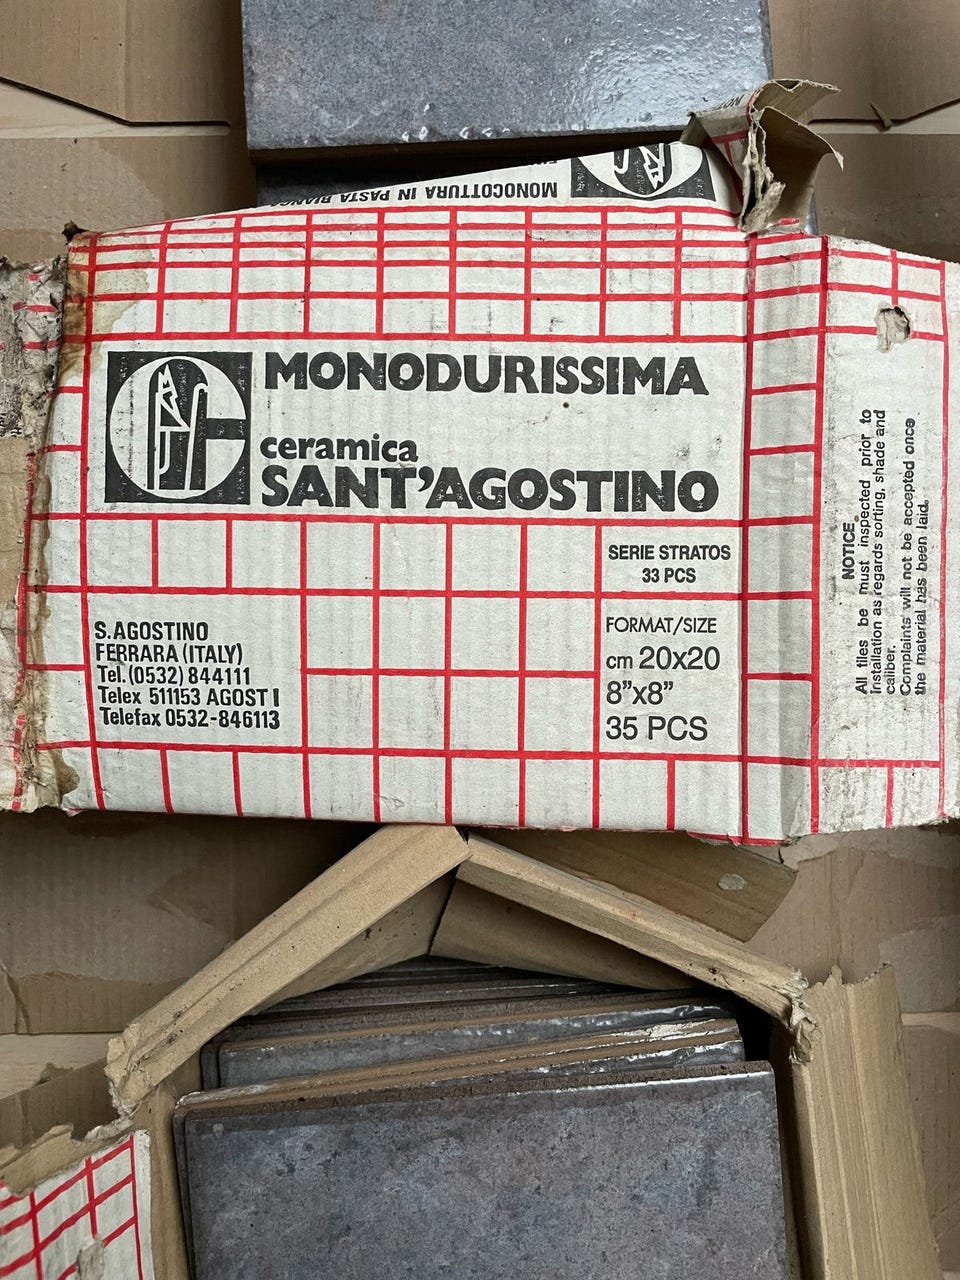 MONOCOTTURA IN PASTA BIANCA
MONODURISSIMA
ceramica
SANT'AGOSTINO
SERIE STRATOS
33 PCS
FORMAT/SIZE
cm 20x20
8"x8"
35 PCS
S.AGOSTINO
FERRARA (ITALY)
Tel.(0532) 844111
Telex 511153 AGOST I
Telefax 0532-846113
NOTICE
All tiles be must inspected prior to
installation as regards sorting, shade and
caliber.
Complaints will not be accepted once
the material has been laid.